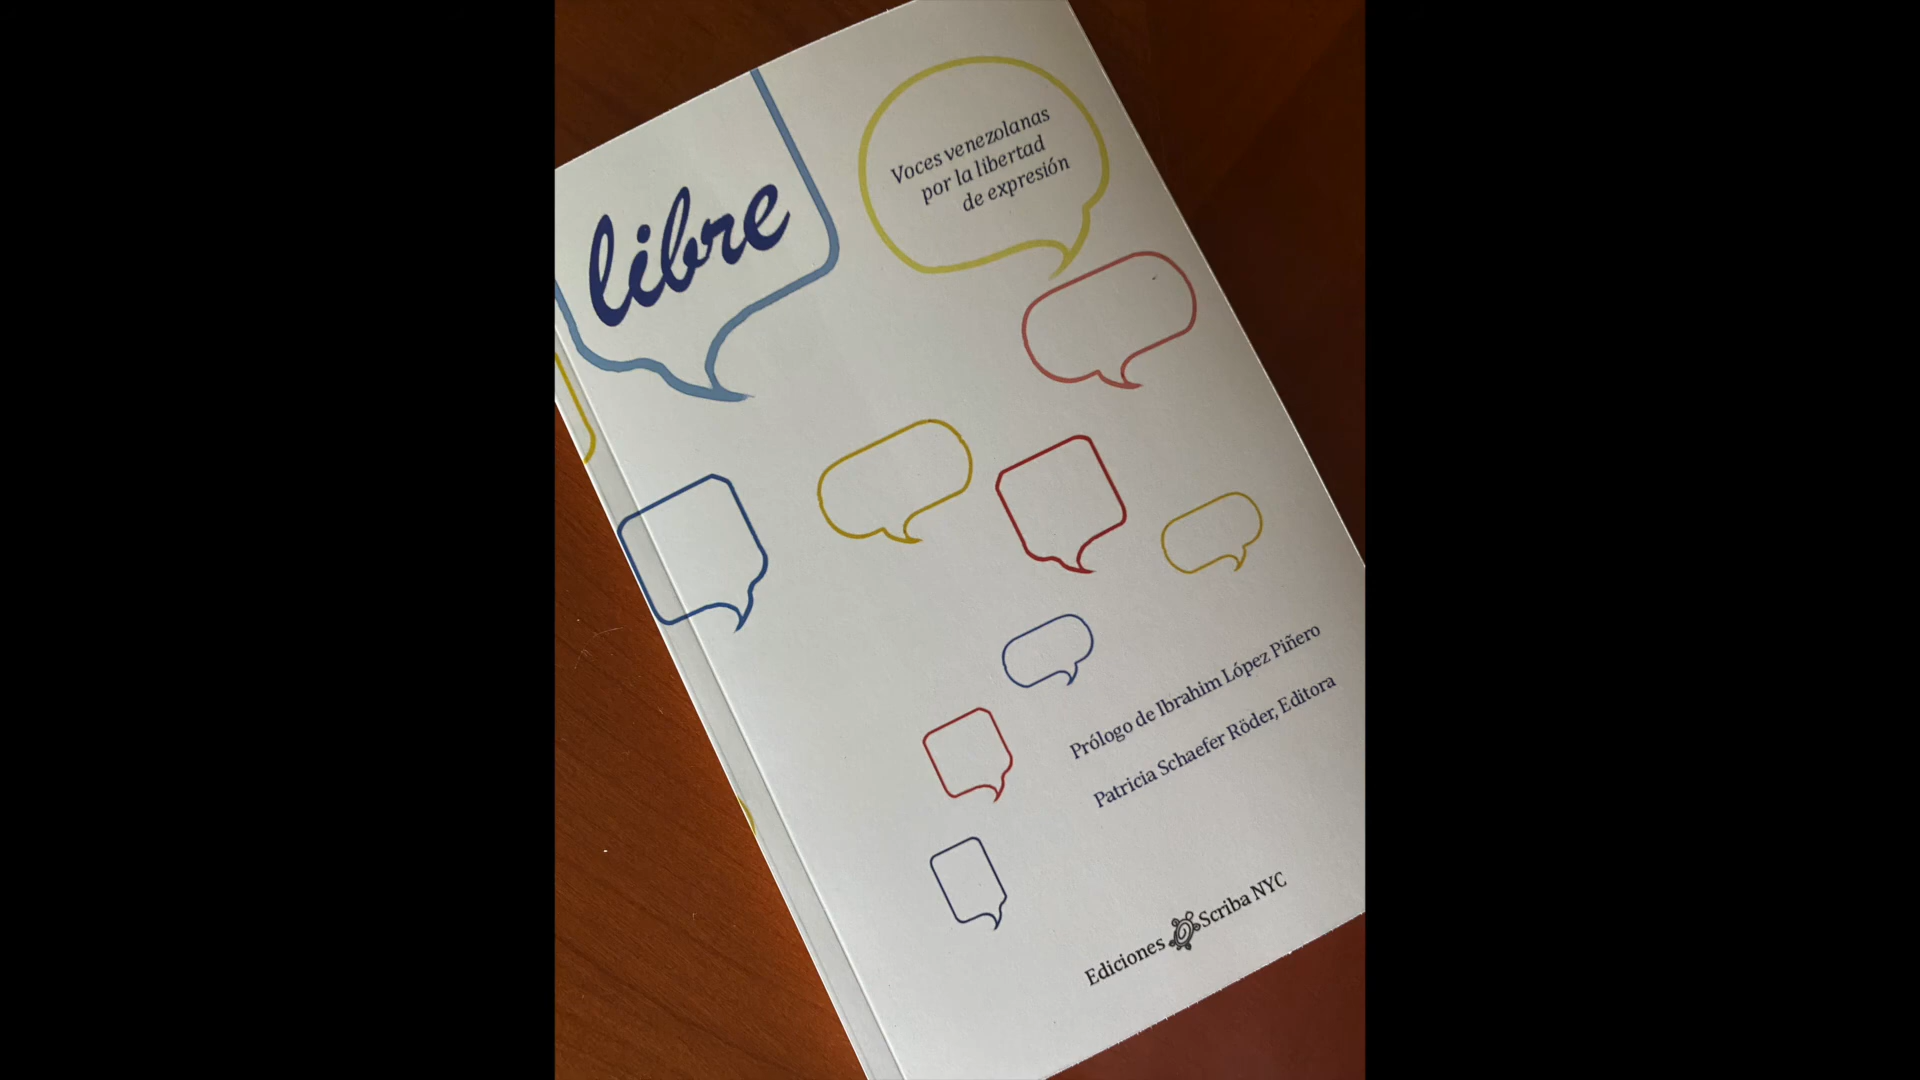 libre
Voces venezolanas
por la libertad
de expresión
Prólogo de Ibrahim López Piñero
Patricia Schaefer Röder, Editora
Ediciones Scriba NYC